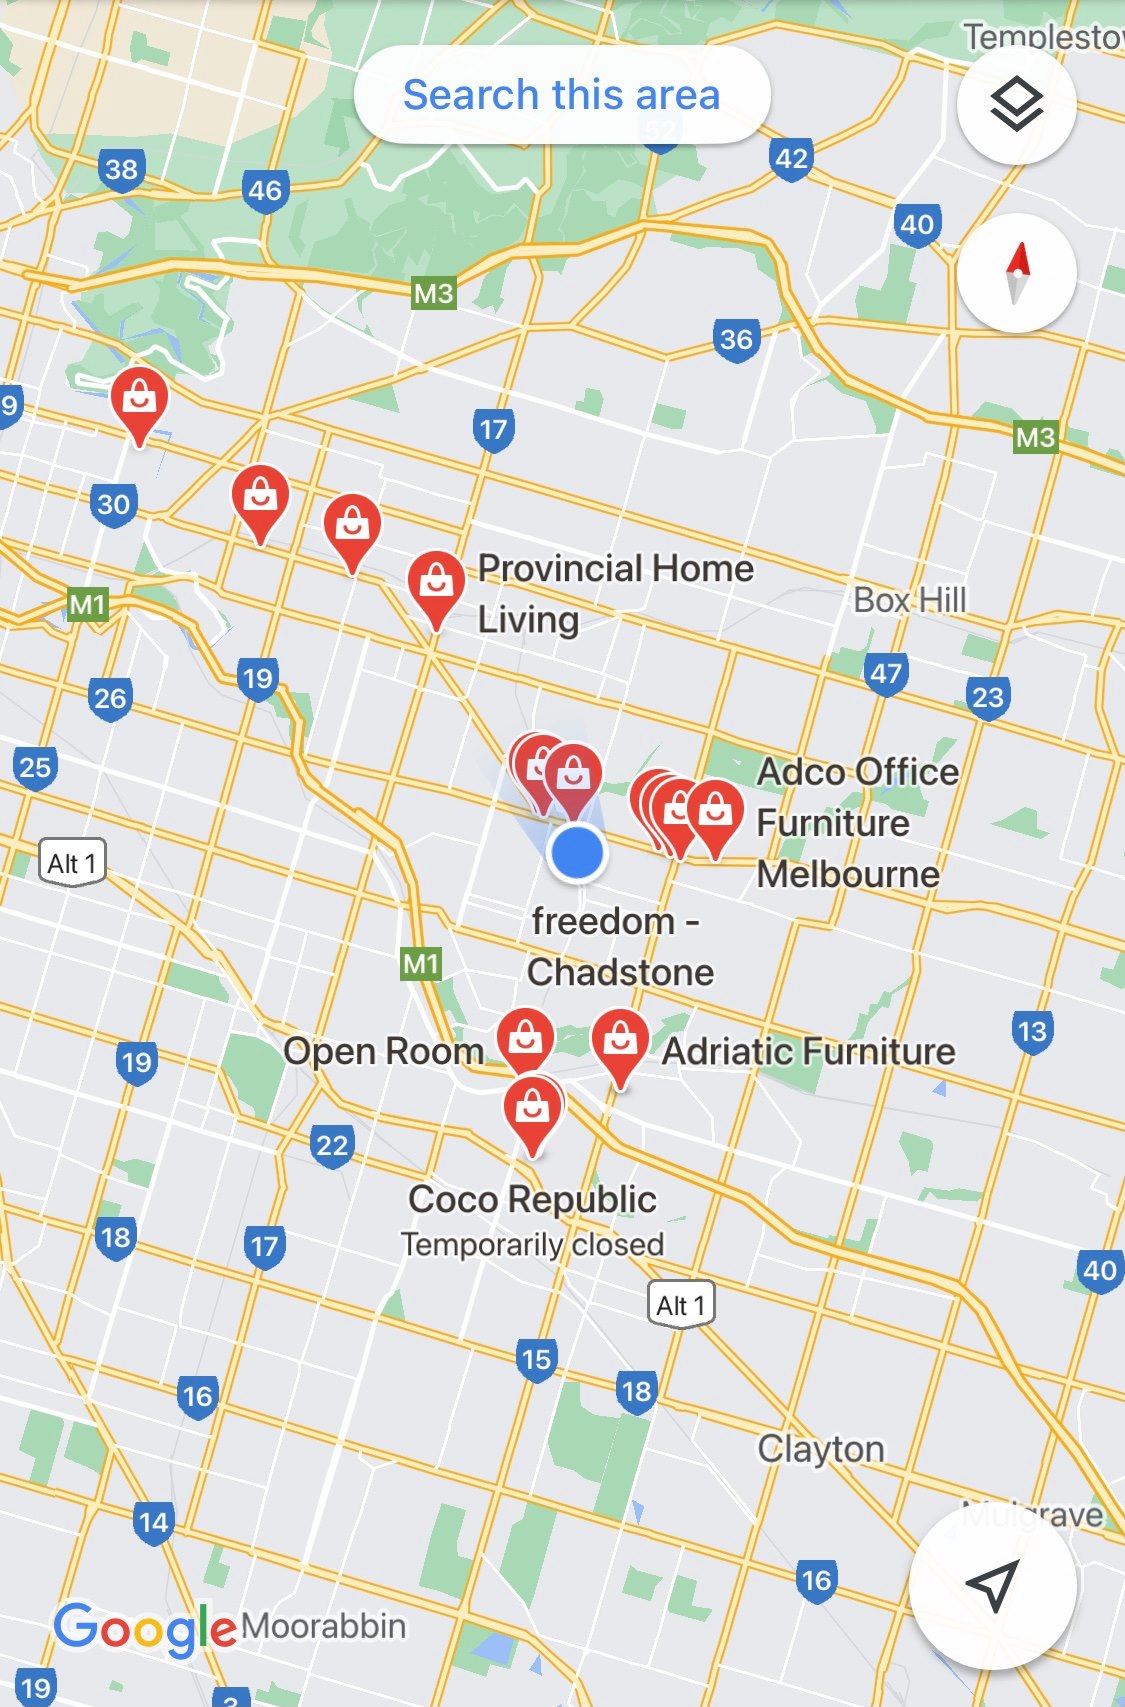 Templesto
Search this area
52
38
42
46
40
M3
36
9
17
M3
30
Provincial Home
Living
Box Hill
M1
19
47
26
23
25
Adco Office
Furniture
Melbourne
Alt 1
freedom -
Chadstone
M1
13
Open Room
Adriatic Furniture
19
22
Coco Republic
Temporarily closed
18
17
40
Alt 1
15
18
16
Clayton
Mulgrave
14
16
Google
Moorabbin
19
3